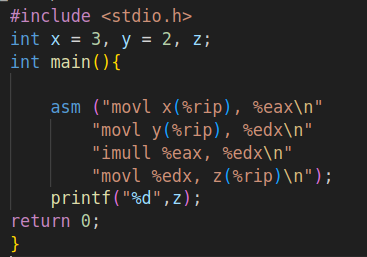 #include <stdio.h>
int x = 3, y = 2, z;
int main(){
asm ("movl x(%rip), %eax\n"
"movl y(%rip), %edx\n"
"imull %eax, %edx\n"
"movl %edx, z(%rip)\n");
printf("%d",z);
return 0;
}